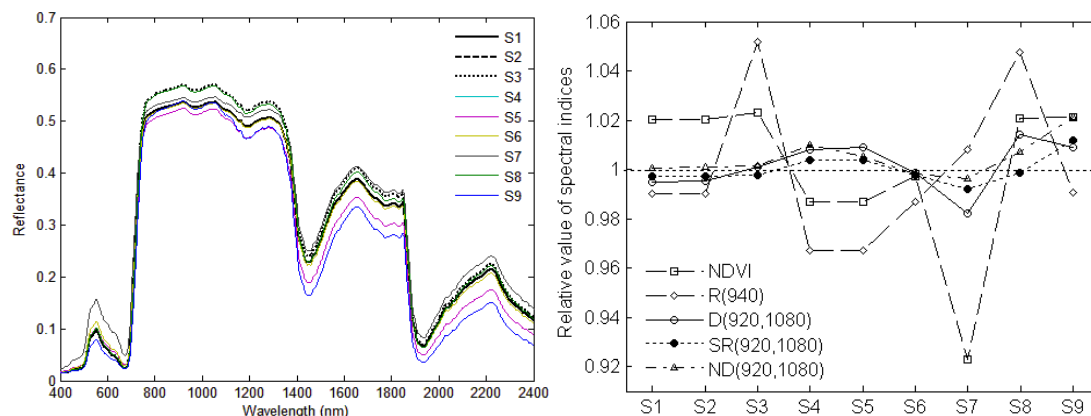 0.7
0.6
0.5
0.4
0.3
0.2
0.1
0
Reflectance
400 600 800 1000 1200 1400 1600 1800 2000 2200 2400
Wavelength (nm)
S1
S2
S3
S4
S5
S6
S7
S8
S9
1.06
1.04
1.02
1
0.98
0.96
0.94
0.92
Relative value of spectral indices
NDVI
R(940)
D(920,1080)
SR(920,1080)
ND(920,1080)
S1 S2 S3 S4 S5 S6 S7 S8 S9